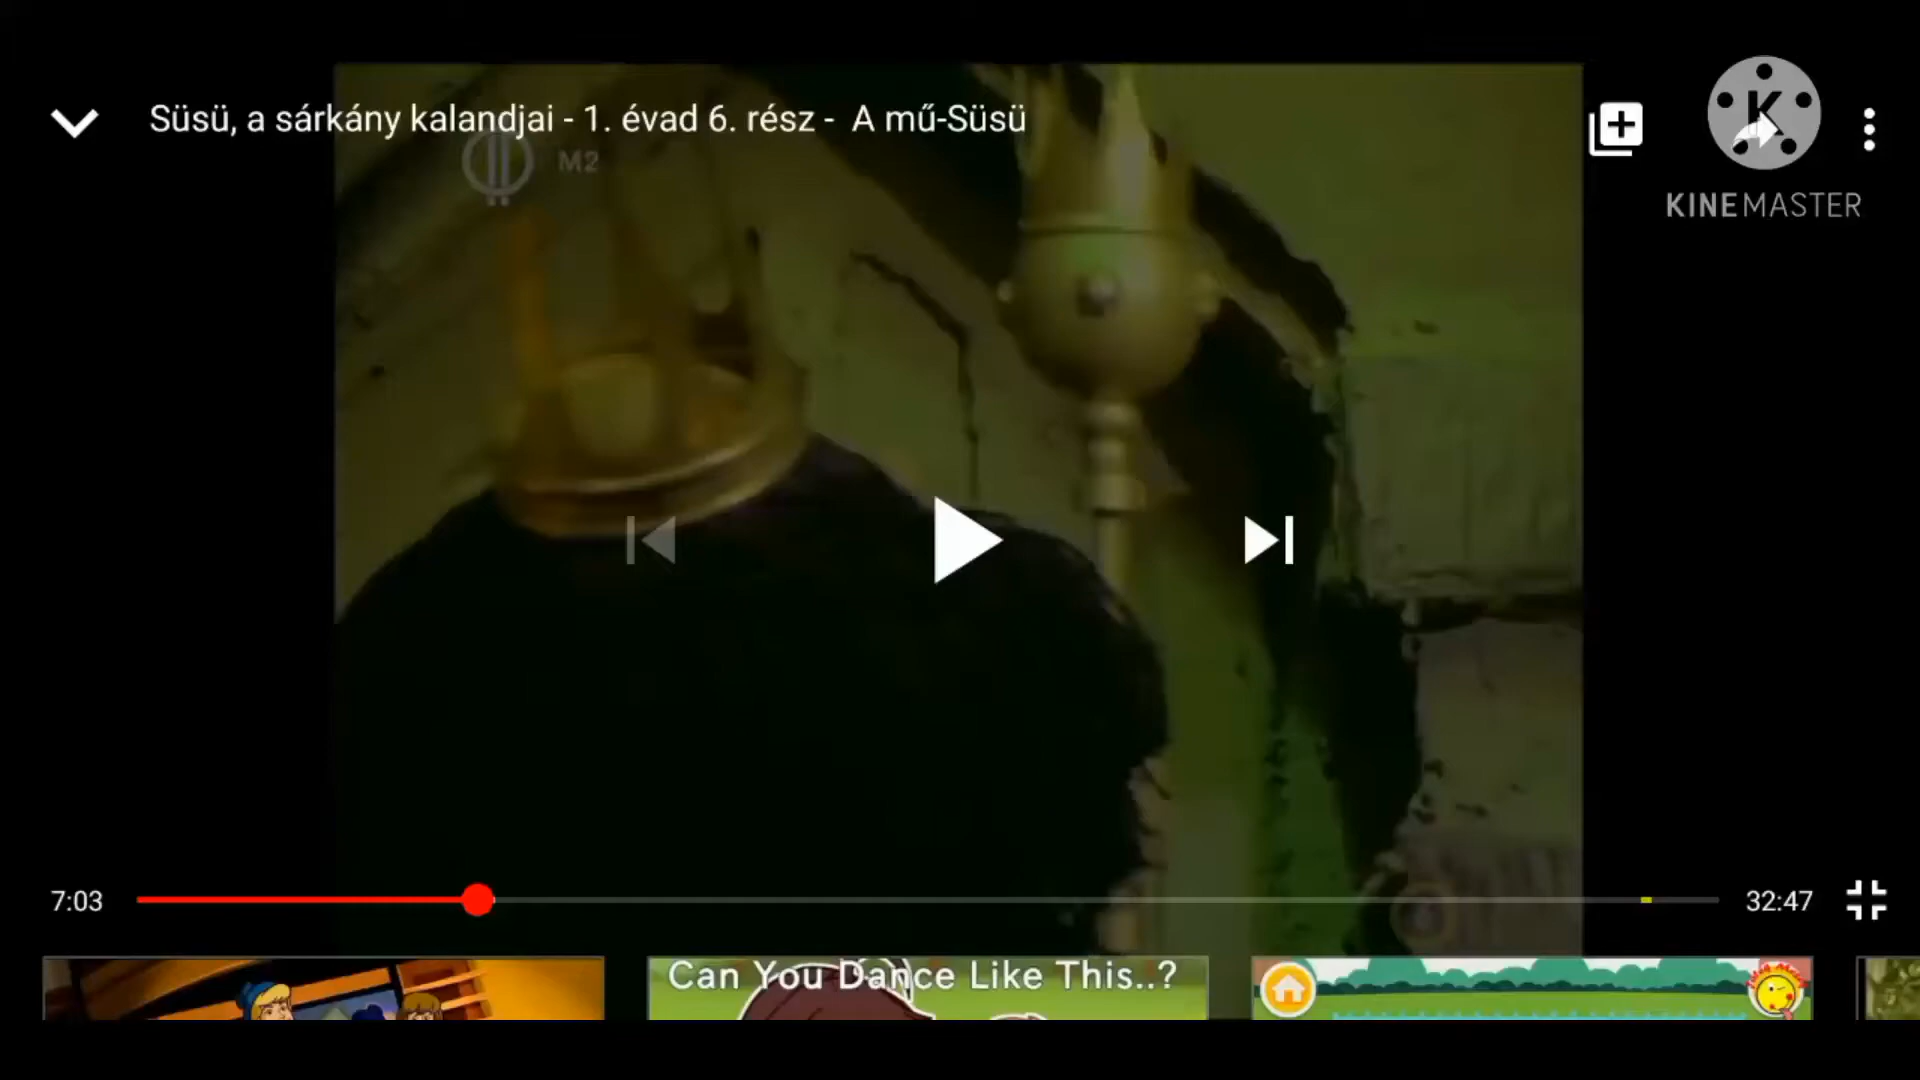 Süsü, a sárkány kalandjai - 1. évad 6. rész - A mű-Süsü
M2
K
KINEMASTER
7:03
32:47
Can You Dance Like This..?